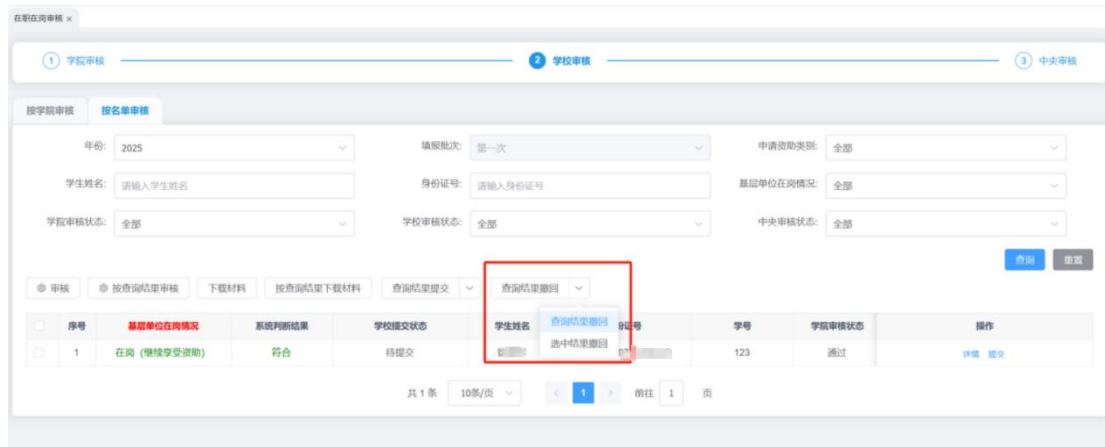 在职在岗审核 ×
1 学院审核 2 学校审核 3 中央审核
按学院审核 按名单审核
年份: 2025 填报批次: 第一次 申请资助类别: 全部
学生姓名: 请输入学生姓名 身份证号: 请输入身份证号 基层单位在岗情况: 全部
学院审核状态: 全部 学校审核状态: 全部 中央审核状态: 全部
查询 重置
审核 按查询结果审核 下载材料 按查询结果下载材料 查询结果提交 查询结果撤回
查询结果撤回
选中结果撤回
序号 基层单位在岗情况 系统判断结果 学校提交状态 学生姓名 份证号 学号 学院审核状态 操作
1 在岗（继续享受资助） 符合 待提交 123 通过 详情 提交
共 1 条 10条/页 < 1 > 前往 1 页